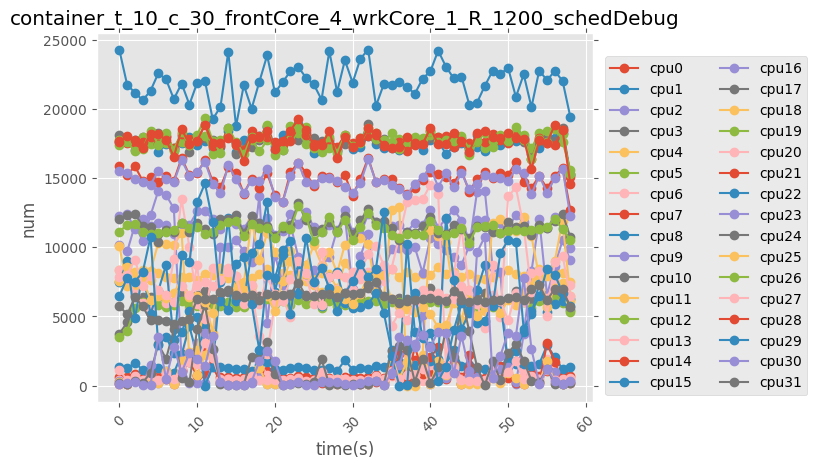 container_t_10_c_30_frontCore_4_wrkCore_1_R_1200_schedDebug
num
25000
20000
15000
10000
5000
0
0
10
20
30
40
50
60
time(s)
cpu0
cpu1
cpu2
cpu3
cpu4
cpu5
cpu6
cpu7
cpu8
cpu9
cpu10
cpu11
cpu12
cpu13
cpu14
cpu15
cpu16
cpu17
cpu18
cpu19
cpu20
cpu21
cpu22
cpu23
cpu24
cpu25
cpu26
cpu27
cpu28
cpu29
cpu30
cpu31